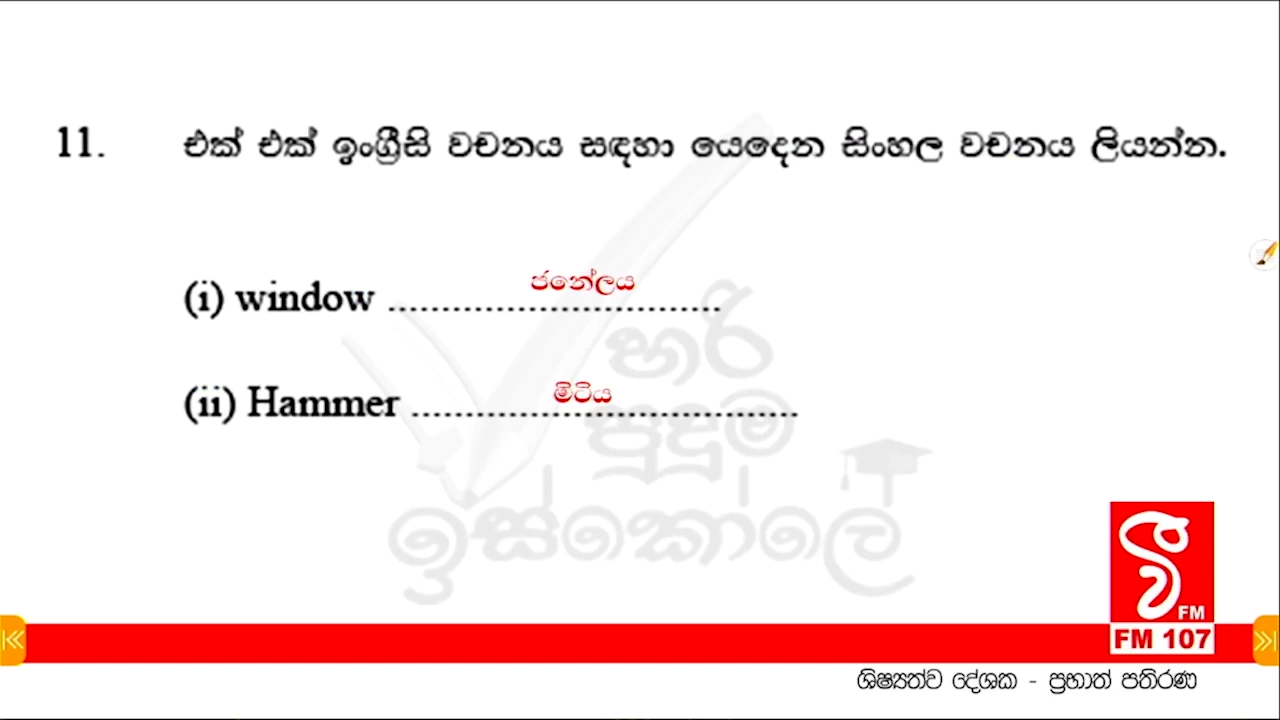 11. එක් එක් ඉංග්‍රීසි වචනය සඳහා යෙදෙන සිංහල වචනය ලියන්න.
(i) window .............................. ජනේලය
(ii) Hammer ................................... මිටිය
හරි
පුදුම
ඉස්කෝලේ
වී
FM
FM 107
ශිෂ්‍යත්ව දේශක - ප්‍රභාත් පතිරණ